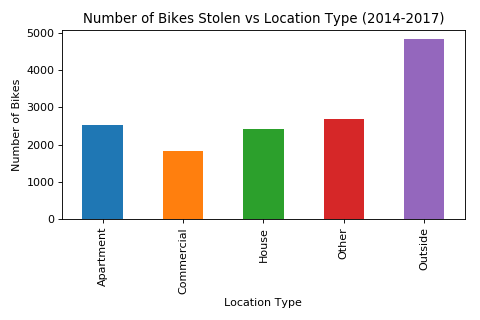 Number of Bikes Stolen vs Location Type (2014-2017)
5000
4000
3000
2000
1000
0
Number of Bikes
Apartment
Commercial
House
Other
Outside
Location Type